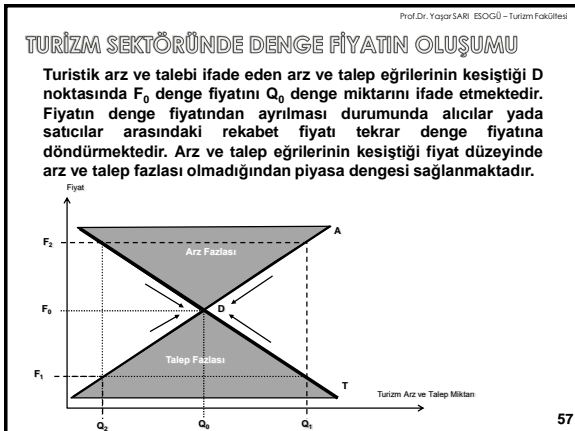 Prof.Dr. Yaşar SARI ESOGÜ – Turizm Fakültesi
TURİZM SEKTÖRÜNDE DENGE FİYATIN OLUŞUMU
Turistik arz ve talebi ifade eden arz ve talep eğrilerinin kesiştiği D
noktasında F₀ denge fiyatını Q₀ denge miktarını ifade etmektedir.
Fiyatın denge fiyatından ayrılması durumunda alıcılar yada
satıcılar arasındaki rekabet fiyatı tekrar denge fiyatına
döndürmektedir. Arz ve talep eğrilerinin kesiştiği fiyat düzeyinde
arz ve talep fazlası olmadığından piyasa dengesi sağlanmaktadır.
Fiyat
A
F₂
Arz Fazlası
F₀
D
Talep Fazlası
F₁
T
Turizm Arz ve Talep Miktarı
Q₂
Q₀
Q₁
57